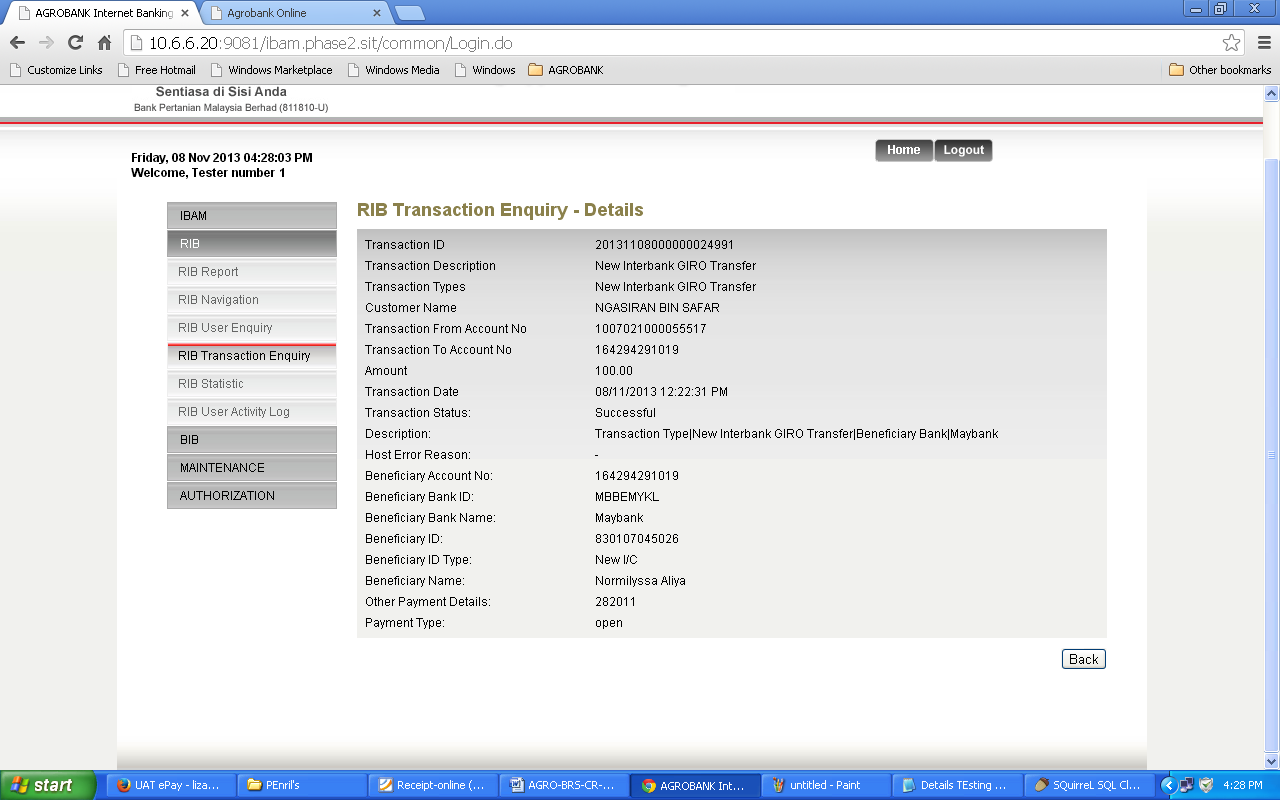 AGROBANK Internet Banking
Agrobank Online
10.6.6.20:9081/ibam.phase2.sit/common/Login.do
Customize Links Free Hotmail Windows Marketplace Windows Media Windows AGROBANK Other bookmarks
Sentiasa di Sisi Anda
Bank Pertanian Malaysia Berhad (811810-U)
Home Logout
Friday, 08 Nov 2013 04:28:03 PM
Welcome, Tester number 1
IBAM
RIB
RIB Report
RIB Navigation
RIB User Enquiry
RIB Transaction Enquiry
RIB Statistic
RIB User Activity Log
BIB
MAINTENANCE
AUTHORIZATION
RIB Transaction Enquiry - Details
Transaction ID 20131108000000024991
Transaction Description New Interbank GIRO Transfer
Transaction Types New Interbank GIRO Transfer
Customer Name NGASIRAN BIN SAFAR
Transaction From Account No 1007021000055517
Transaction To Account No 164294291019
Amount 100.00
Transaction Date 08/11/2013 12:22:31 PM
Transaction Status: Successful
Description: Transaction Type|New Interbank GIRO Transfer|Beneficiary Bank|Maybank
Host Error Reason: -
Beneficiary Account No: 164294291019
Beneficiary Bank ID: MBBEMYKL
Beneficiary Bank Name: Maybank
Beneficiary ID: 830107045026
Beneficiary ID Type: New I/C
Beneficiary Name: Normilyssa Aliya
Other Payment Details: 282011
Payment Type: open
Back
start UAT ePay - liza... PEnril's Receipt-online (... AGRO-BRS-CR-... AGROBANK Int... untitled - Paint Details TEsting ... SQuirreL SQL Cl... 4:28 PM